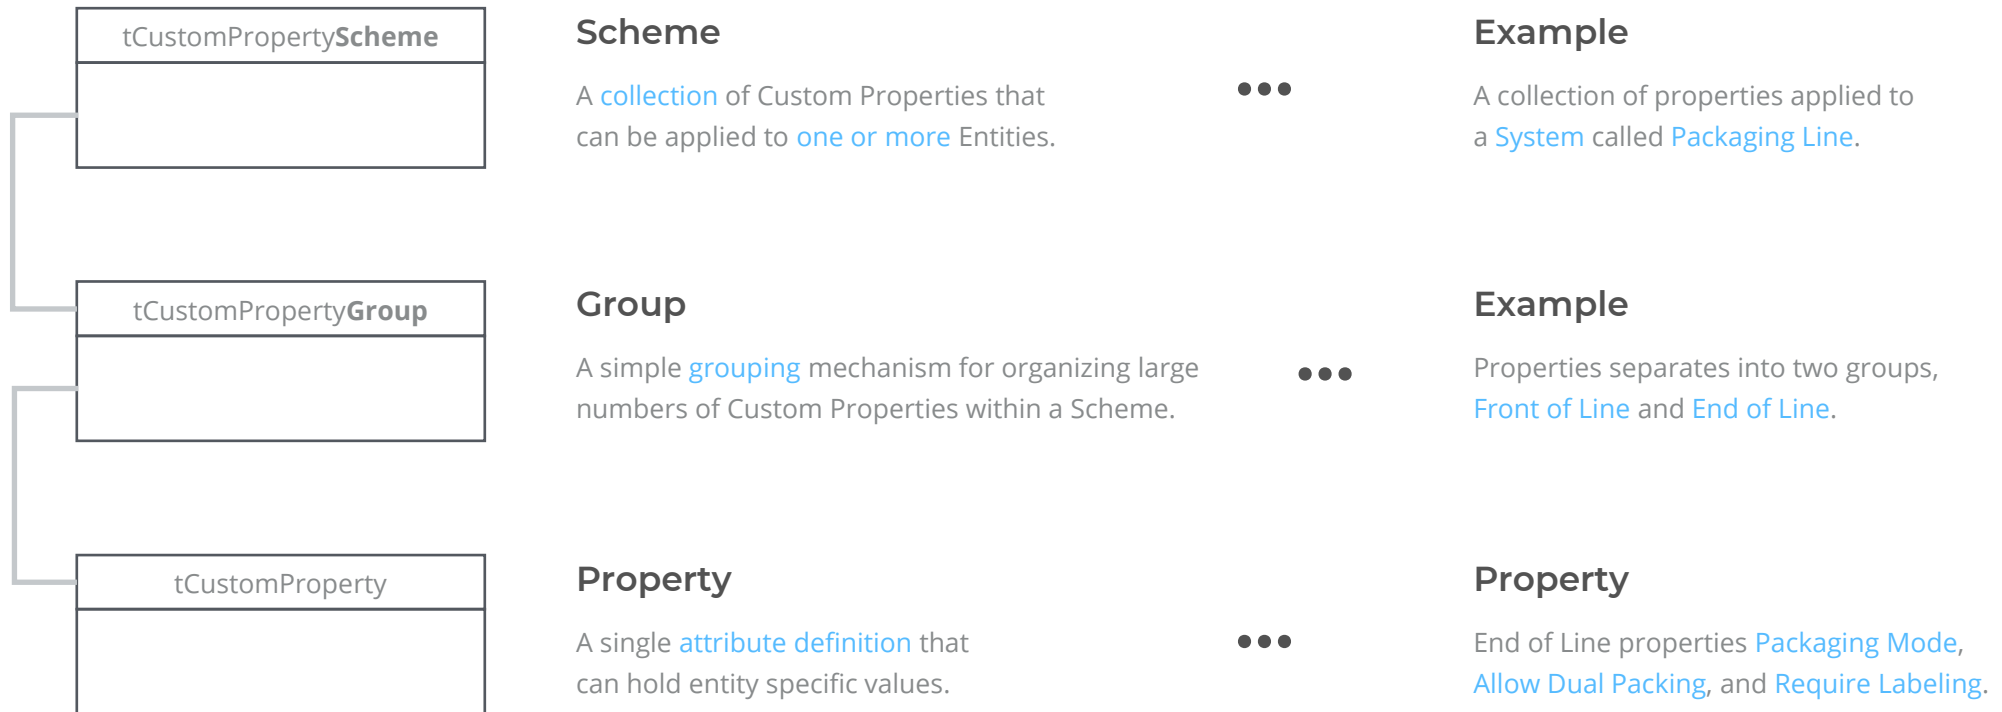 tCustomPropertyScheme
Scheme
A collection of Custom Properties that
can be applied to one or more Entities.
Example
A collection of properties applied to
a System called Packaging Line.
tCustomPropertyGroup
Group
A simple grouping mechanism for organizing large
numbers of Custom Properties within a Scheme.
Example
Properties separates into two groups,
Front of Line and End of Line.
tCustomProperty
Property
A single attribute definition that
can hold entity specific values.
Property
End of Line properties Packaging Mode,
Allow Dual Packing, and Require Labeling.